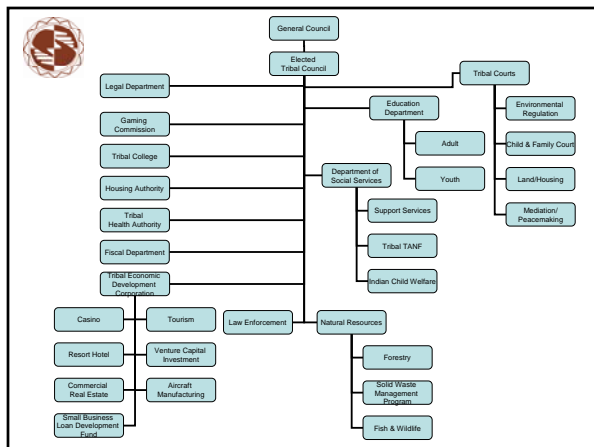 General Council
Elected
Tribal Council
Tribal Courts
Legal Department
Education
Department
Environmental
Regulation
Gaming
Commission
Adult
Child & Family Court
Tribal College
Department of
Social Services
Youth
Land/Housing
Housing Authority
Support Services
Mediation/
Peacemaking
Tribal
Health Authority
Tribal TANF
Fiscal Department
Indian Child Welfare
Tribal Economic
Development
Corporation
Casino
Tourism
Law Enforcement
Natural Resources
Resort Hotel
Venture Capital
Investment
Forestry
Commercial
Real Estate
Aircraft
Manufacturing
Solid Waste
Management
Program
Small Business
Loan Development
Fund
Fish & Wildlife